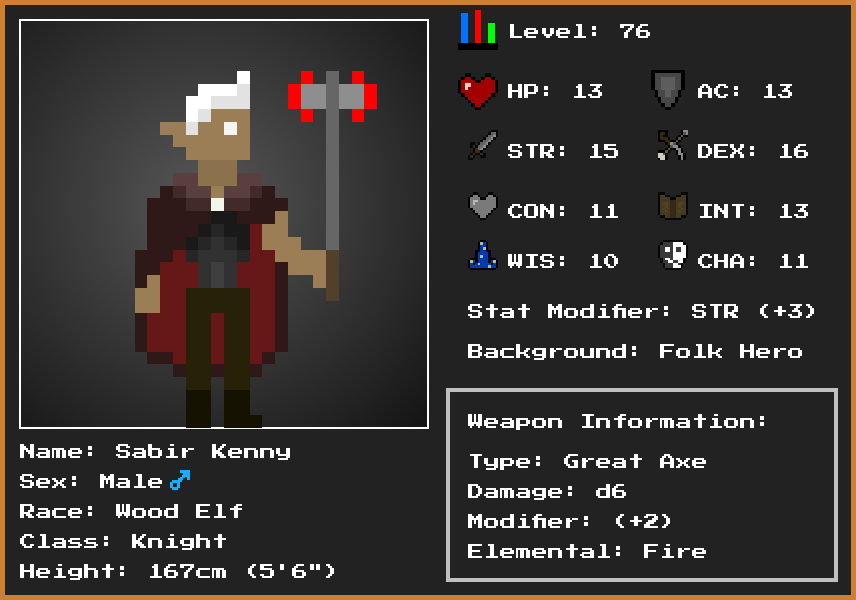 Level: 76
HP: 13 AC: 13
STR: 15 DEX: 16
CON: 11 INT: 13
WIS: 10 CHA: 11
Stat Modifier: STR (+3)
Background: Folk Hero
Weapon Information:
Type: Great Axe
Damage: d6
Modifier: (+2)
Elemental: Fire
Name: Sabir Kenny
Sex: Male♂
Race: Wood Elf
Class: Knight
Height: 167cm (5'6")